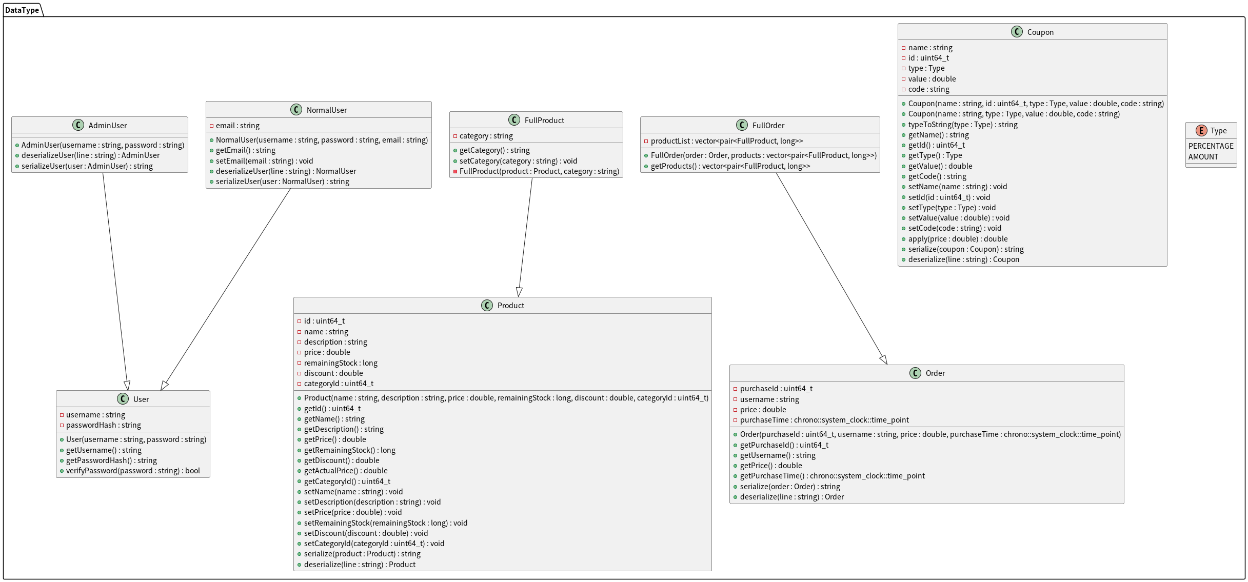 DataType
C AdminUser
AdminUser(username : string, password : string)
deserializeUser(line : string) : AdminUser
serializeUser(user : AdminUser) : string
C NormalUser
email : string
NormalUser(username : string, password : string, email : string)
getEmail() : string
setEmail(email : string) : void
deserializeUser(line : string) : NormalUser
serializeUser(user : NormalUser) : string
C FullProduct
category : string
getCategory() : string
setCategory(category : string) : void
FullProduct(product : Product, category : string)
C FullOrder
productList : vector<pair<FullProduct, long>>
FullOrder(order : Order, products : vector<pair<FullProduct, long>>)
getProducts() : vector<pair<FullProduct, long>>
C Coupon
name : string
id : uint64_t
type : Type
value : double
code : string
Coupon(name : string, id : uint64_t, type : Type, value : double, code : string)
Coupon(name : string, type : Type, value : double, code : string)
typeToString(type : Type) : string
getName() : string
getId() : uint64_t
getType() : Type
getValue() : double
getCode() : string
setName(name : string) : void
setId(id : uint64_t) : void
setType(type : Type) : void
setValue(value : double) : void
setCode(code : string) : void
apply(price : double) : double
serialize(coupon : Coupon) : string
deserialize(line : string) : Coupon
E Type
PERCENTAGE
AMOUNT
C User
username : string
passwordHash : string
User(username : string, password : string)
getUsername() : string
getPasswordHash() : string
verifyPassword(password : string) : bool
C Product
id : uint64_t
name : string
description : string
price : double
remainingStock : long
discount : double
categoryId : uint64_t
Product(name : string, description : string, price : double, remainingStock : long, discount : double, categoryId : uint64_t)
getId() : uint64_t
getName() : string
getDescription() : string
getPrice() : double
getRemainingStock() : long
getDiscount() : double
getActualPrice() : double
getCategoryId() : uint64_t
setName(name : string) : void
setDescription(description : string) : void
setPrice(price : double) : void
setRemainingStock(remainingStock : long) : void
setDiscount(discount : double) : void
setCategoryId(categoryId : uint64_t) : void
serialize(product : Product) : string
deserialize(line : string) : Product
C Order
purchaseId : uint64_t
username : string
price : double
purchaseTime : chrono::system_clock::time_point
Order(purchaseId : uint64_t, username : string, price : double, purchaseTime : chrono::system_clock::time_point)
getPurchaseId() : uint64_t
getUsername() : string
getPrice() : double
getPurchaseTime() : chrono::system_clock::time_point
serialize(order : Order) : string
deserialize(line : string) : Order